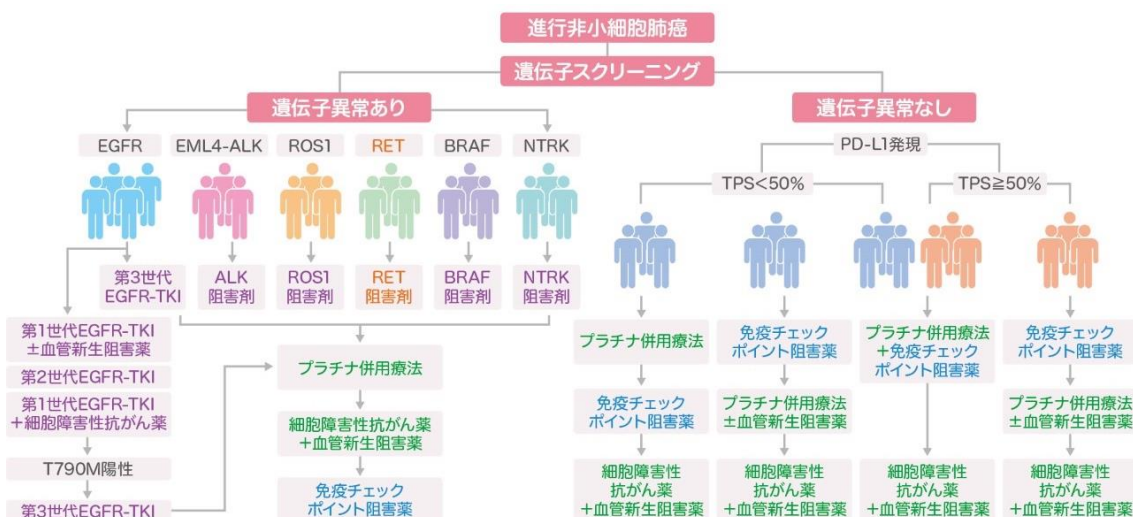 進行非小細胞肺癌
遺伝子スクリーニング
遺伝子異常あり
遺伝子異常なし
EGFR
EML4-ALK
ROS1
RET
BRAF
NTRK
PD-L1発現
TPS<50%
TPS≧50%
第3世代
EGFR-TKI
ALK
阻害剤
ROS1
阻害剤
RET
阻害剤
BRAF
阻害剤
NTRK
阻害剤
第1世代EGFR-TKI
±血管新生阻害薬
第2世代EGFR-TKI
第1世代EGFR-TKI
+細胞障害性抗がん薬
T790M陽性
第3世代EGFR-TKI
プラチナ併用療法
細胞障害性抗がん薬
+血管新生阻害薬
免疫チェック
ポイント阻害薬
プラチナ併用療法
免疫チェック
ポイント阻害薬
細胞障害性
抗がん薬
+血管新生阻害薬
免疫チェック
ポイント阻害薬
プラチナ併用療法
±血管新生阻害薬
細胞障害性
抗がん薬
+血管新生阻害薬
プラチナ併用療法
+免疫チェック
ポイント阻害薬
細胞障害性
抗がん薬
+血管新生阻害薬
免疫チェック
ポイント阻害薬
プラチナ併用療法
±血管新生阻害薬
細胞障害性
抗がん薬
+血管新生阻害薬